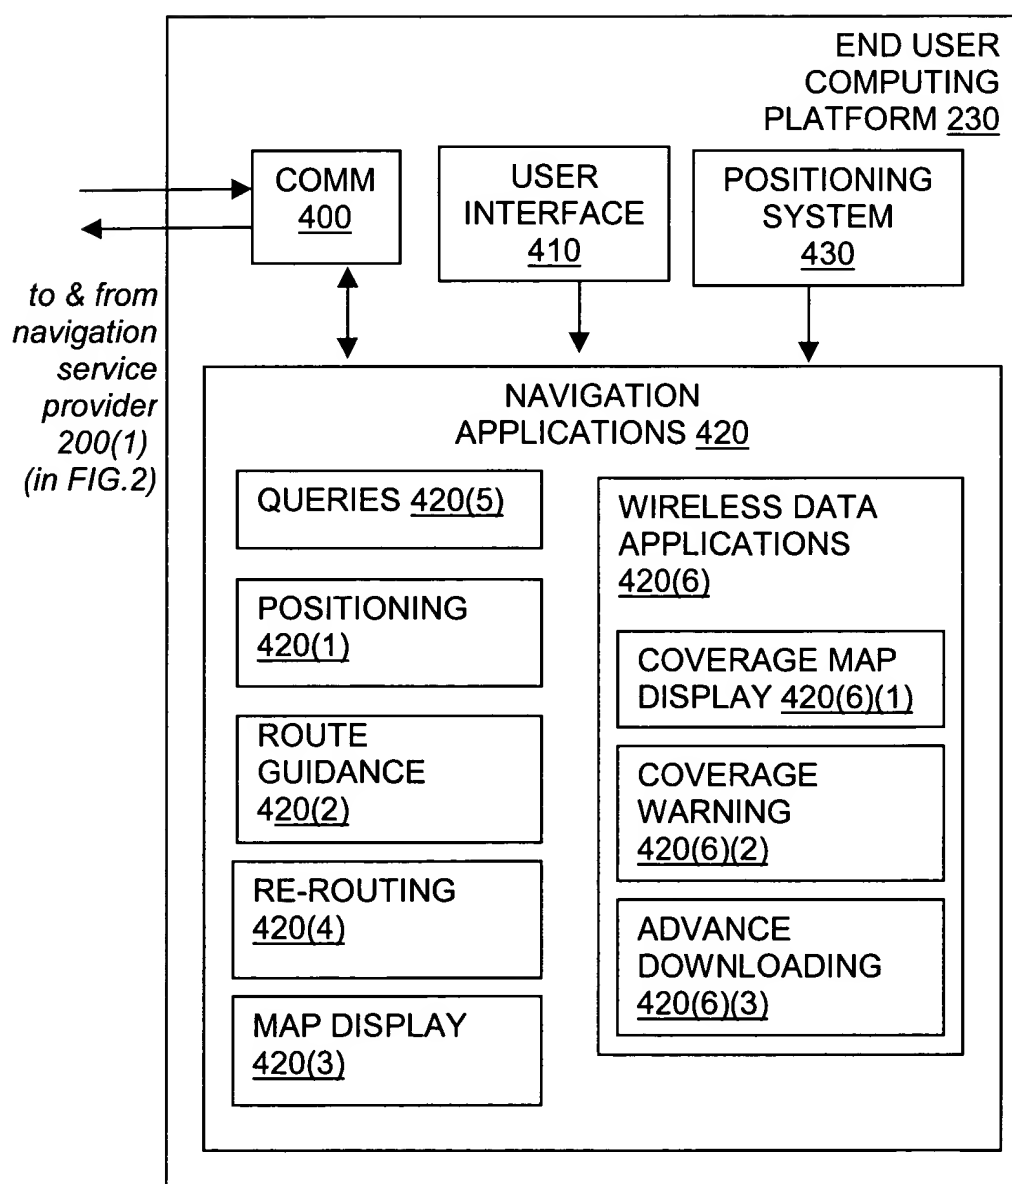 END USER
COMPUTING
PLATFORM 230
COMM
400
USER
INTERFACE
410
POSITIONING
SYSTEM
430
to & from
navigation
service
provider
200(1)
(in FIG.2)
NAVIGATION
APPLICATIONS 420
QUERIES 420(5)
POSITIONING
420(1)
ROUTE
GUIDANCE
420(2)
RE-ROUTING
420(4)
MAP DISPLAY
420(3)
WIRELESS DATA
APPLICATIONS
420(6)
COVERAGE MAP
DISPLAY 420(6)(1)
COVERAGE
WARNING
420(6)(2)
ADVANCE
DOWNLOADING
420(6)(3)